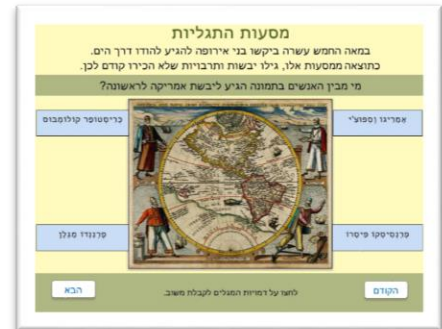 מסעות התגליות
במאה החמש עשרה ביקשו בני אירופה להגיע להודו דרך הים.
כתוצאה ממסעות אלו, גילו יבשות ותרבויות שלא הכירו קודם לכן.
מי מבין האנשים בתמונה הגיע ליבשת אמריקה לראשונה?
אמריגו וֶספוצ'י
כריסטופר קולומבוס
פרנסיסקו פיסרו
פרננדו מגלן
הקודם
לחצו על דמויות המגלים לקבלת משוב.
הבא